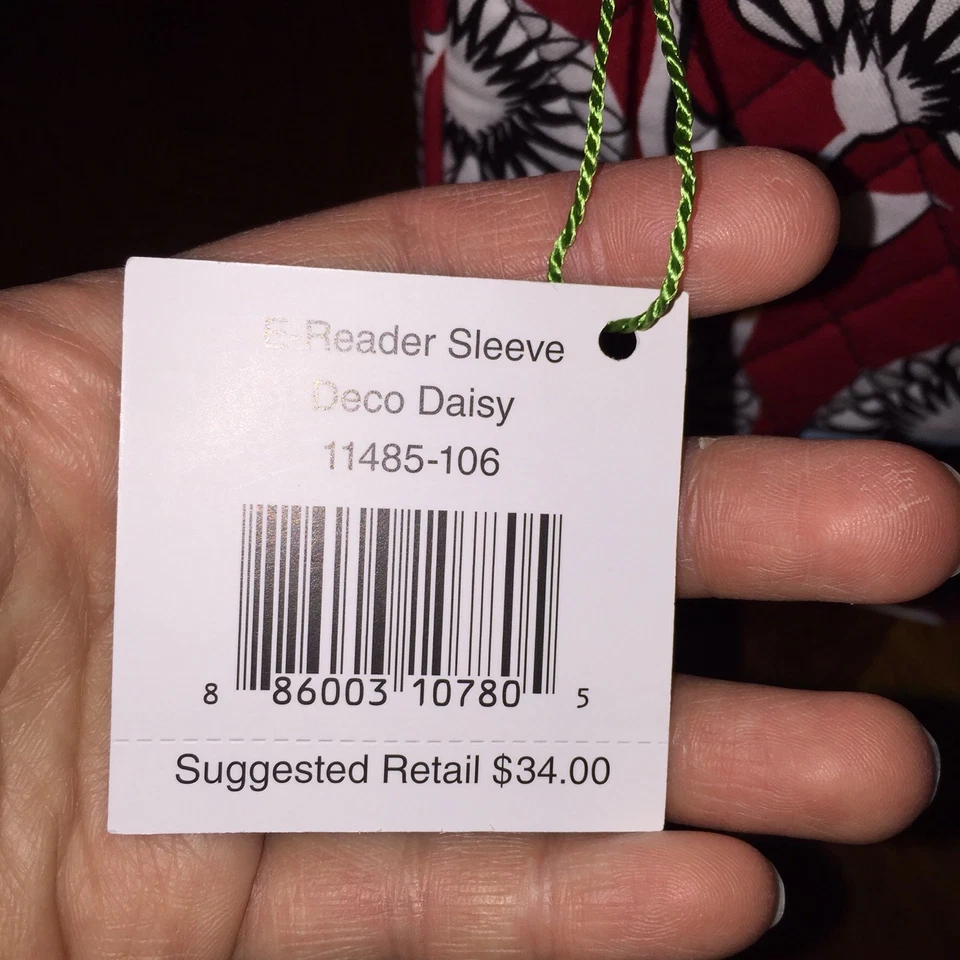 E-Reader Sleeve
Deco Daisy
11485-106
8 86003 10780 5
Suggested Retail $34.00